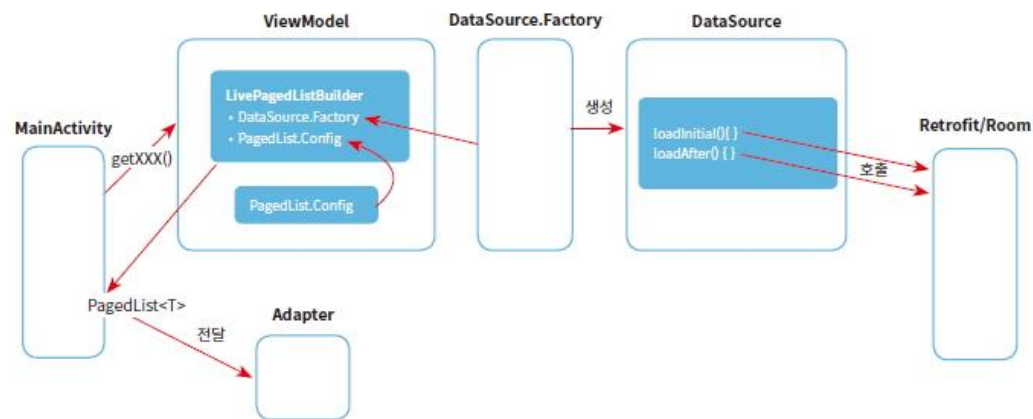 ViewModel
DataSource.Factory
DataSource
LivePagedListBuilder
• DataSource.Factory
• PagedList.Config
PagedList.Config
MainActivity
getXXX()
생성
loadInitial(){ }
loadAfter() { }
호출
Retrofit/Room
PagedList<T>
전달
Adapter